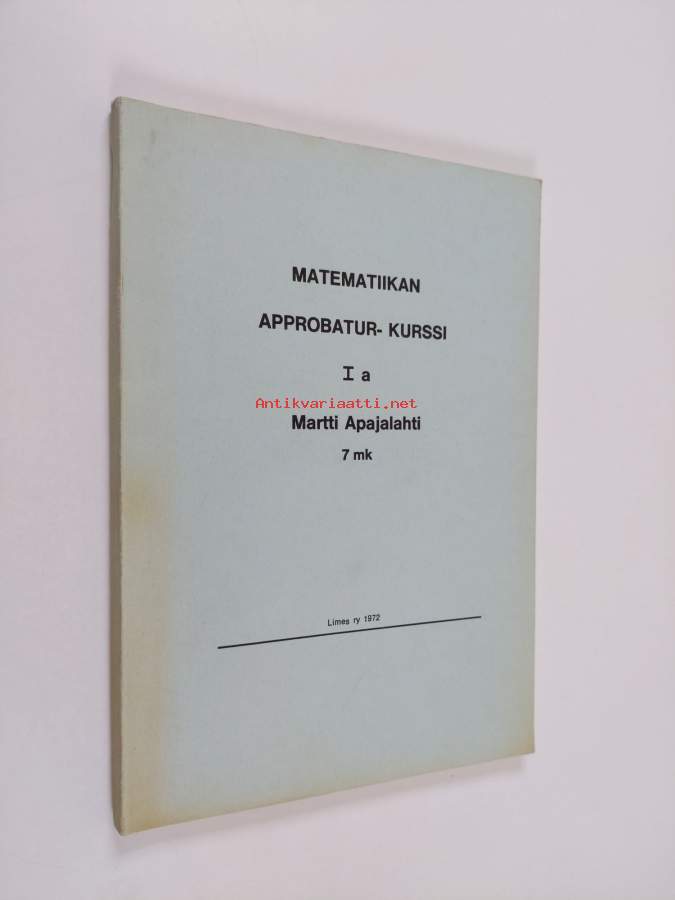 MATEMATIIKAN
APPROBATUR- KURSSI
I a
Antikvariaatti.net
Martti Apajalahti
7 mk
Limes ry 1972